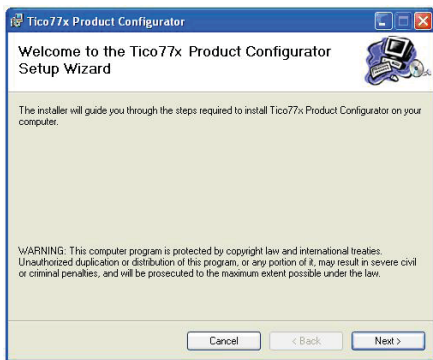 Tico77x Product Configurator
Welcome to the Tico77x Product Configurator
Setup Wizard
The installer will guide you through the steps required to install Tico77x Product Configurator on your
computer.
WARNING: This computer program is protected by copyright law and international treaties.
Unauthorized duplication or distribution of this program, or any portion of it, may result in severe civil
or criminal penalties, and will be prosecuted to the maximum extent possible under the law.
Cancel < Back Next >